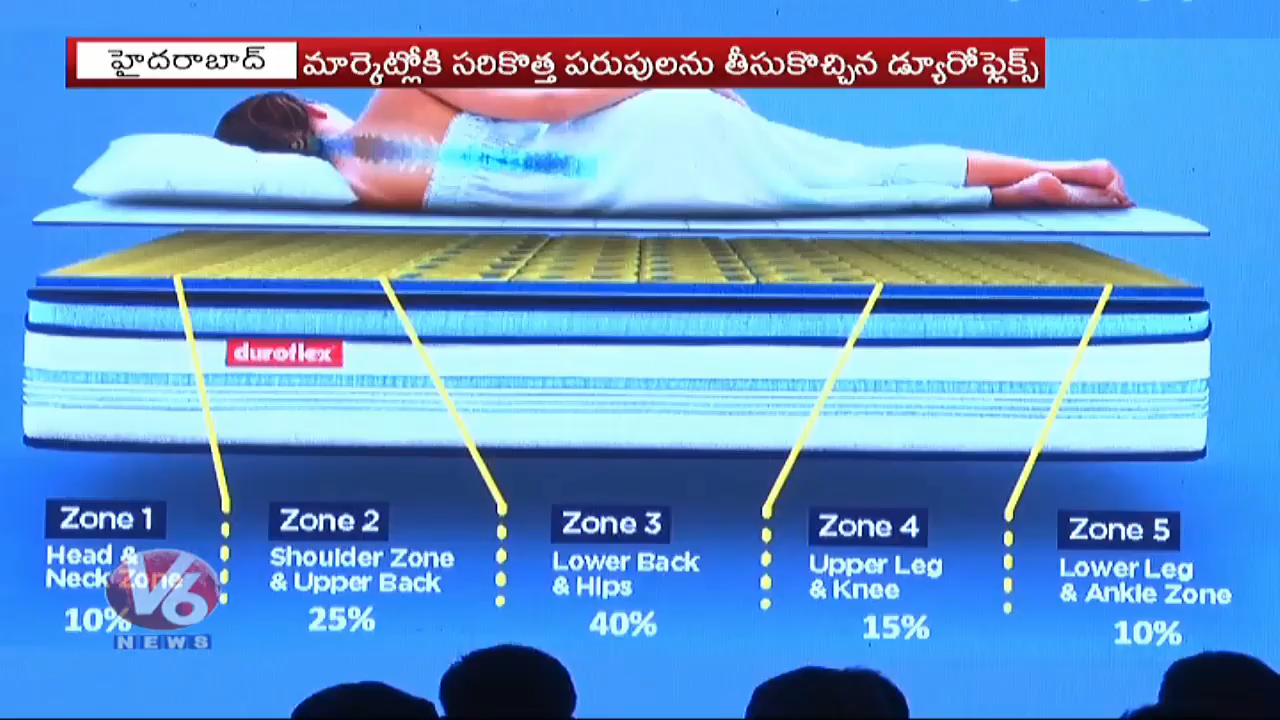 హైదరాబాద్
మార్కెట్లోకి సరికొత్త పరుపులను తీసుకొచ్చిన డ్యూరోఫ్లెక్స్
duroflex
Zone 1
Head &
Neck Zone
10%
Zone 2
Shoulder Zone
& Upper Back
25%
Zone 3
Lower Back
& Hips
40%
Zone 4
Upper Leg
& Knee
15%
Zone 5
Lower Leg
& Ankle Zone
10%
V6
NEWS